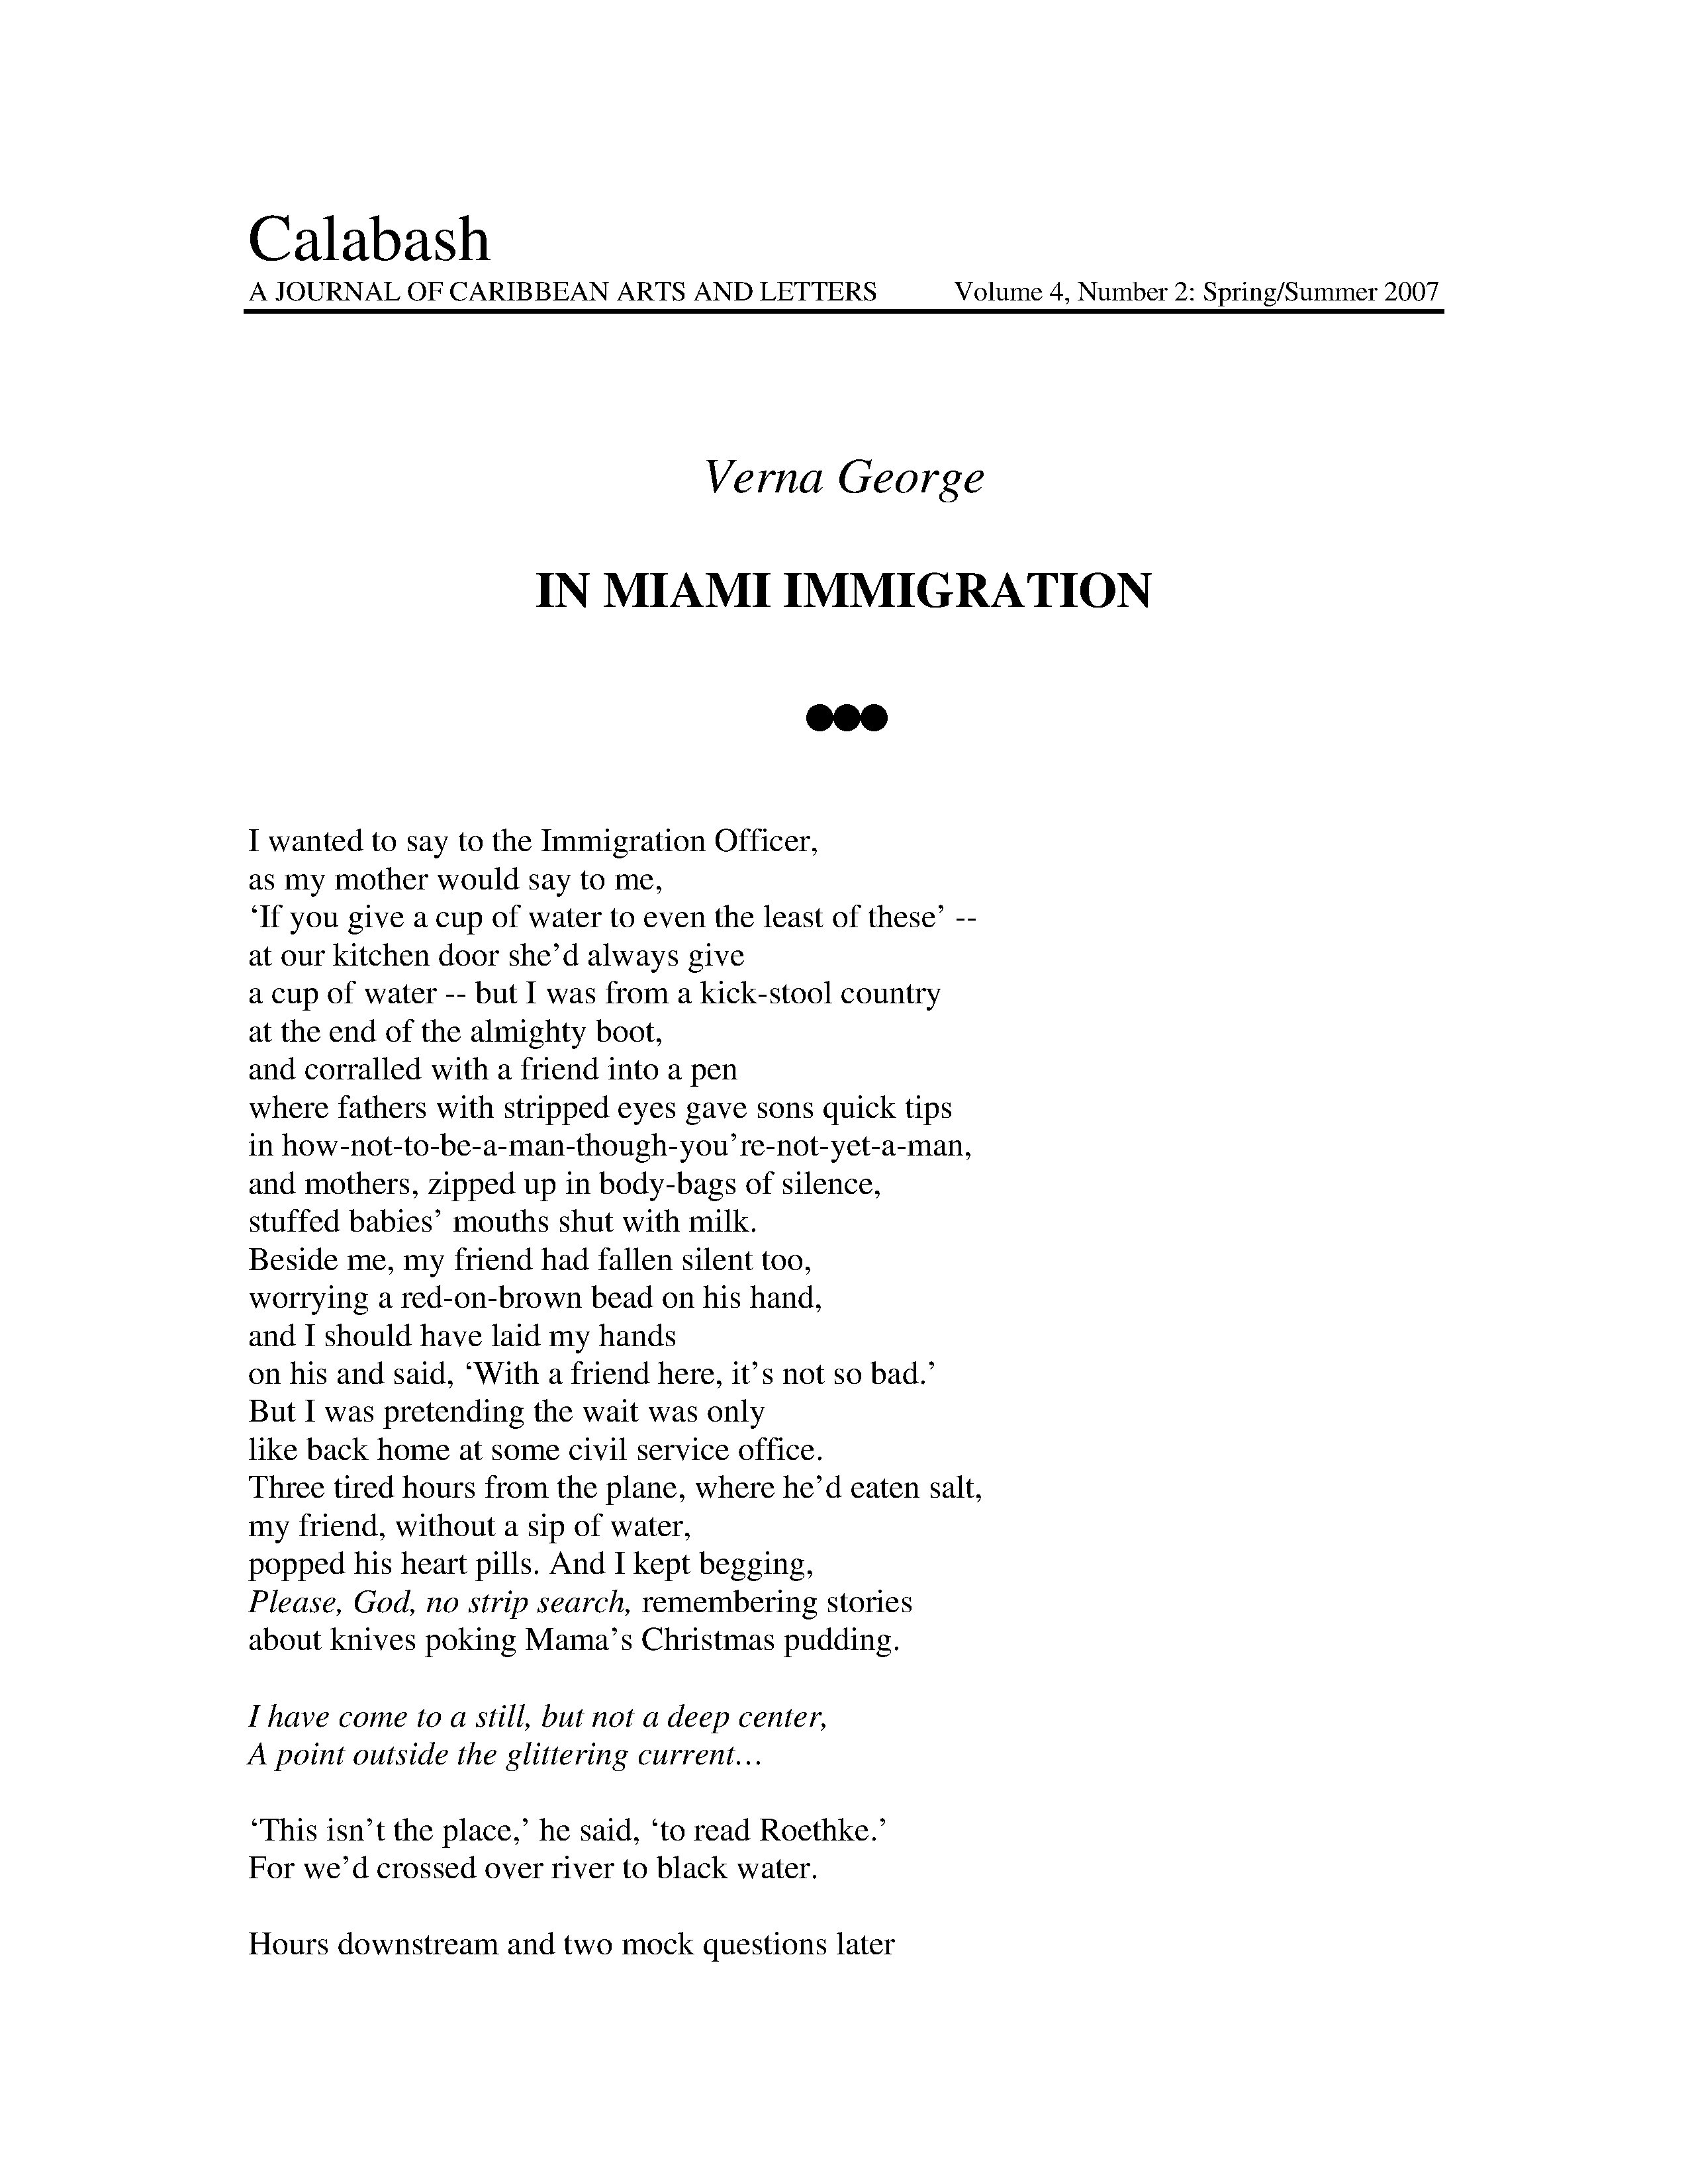 Calabash
A JOURNAL OF CARIBBEAN ARTS AND LETTERS Volume 4, Number 2: Spring/Summer 2007
Verna George
IN MIAMI IMMIGRATION
●●●
I wanted to say to the Immigration Officer,
as my mother would say to me,
‘If you give a cup of water to even the least of these’ --
at our kitchen door she’d always give
a cup of water -- but I was from a kick-stool country
at the end of the almighty boot,
and corralled with a friend into a pen
where fathers with stripped eyes gave sons quick tips
in how-not-to-be-a-man-though-you’re-not-yet-a-man,
and mothers, zipped up in body-bags of silence,
stuffed babies’ mouths shut with milk.
Beside me, my friend had fallen silent too,
worrying a red-on-brown bead on his hand,
and I should have laid my hands
on his and said, ‘With a friend here, it’s not so bad.’
But I was pretending the wait was only
like back home at some civil service office.
Three tired hours from the plane, where he’d eaten salt,
my friend, without a sip of water,
popped his heart pills. And I kept begging,
Please, God, no strip search, remembering stories
about knives poking Mama’s Christmas pudding.
I have come to a still, but not a deep center,
A point outside the glittering current…
‘This isn’t the place,’ he said, ‘to read Roethke.’
For we’d crossed over river to black water.
Hours downstream and two mock questions later